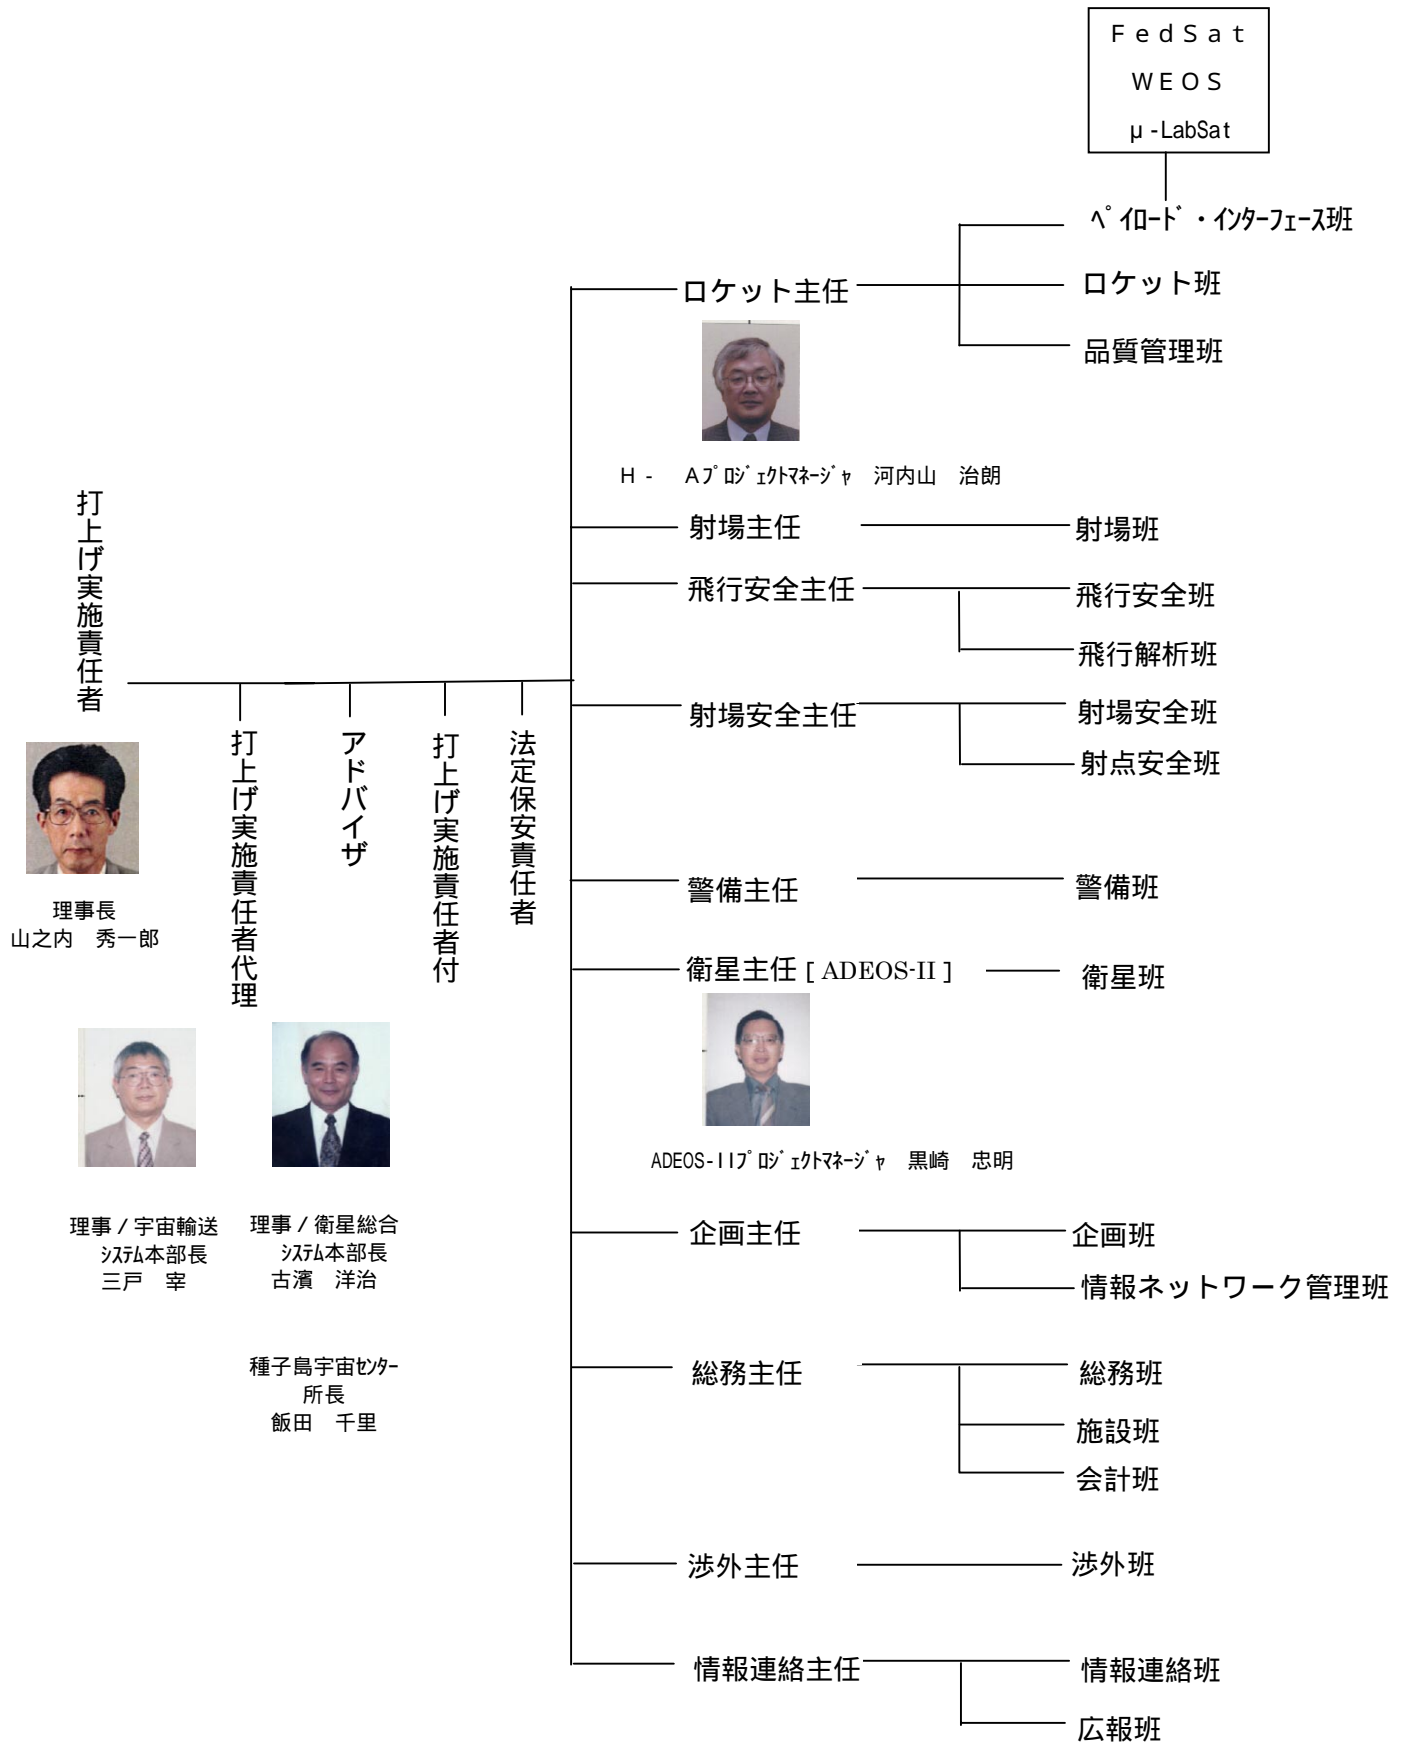 FedSat
WEOS
μ-LabSat
ﾍﾟｲﾛｰﾄﾞ・ｲﾝﾀｰﾌｪｰｽ班
ロケット主任
ロケット班
品質管理班
H-　Aﾌﾟﾛｼﾞｪｸﾄﾏﾈｰｼﾞｬ　河内山　治朗
打上げ実施責任者
理事長
山之内　秀一郎
打上げ実施責任者代理
アドバイザ
打上げ実施責任者付
法定保安責任者
理事/宇宙輸送
ｼｽﾃﾑ本部長
三戸　宰
理事/衛星総合
ｼｽﾃﾑ本部長
古濱　洋治
種子島宇宙ｾﾝﾀｰ
所長
飯田　千里
射場主任
射場班
飛行安全主任
飛行安全班
飛行解析班
射場安全主任
射場安全班
射点安全班
警備主任
警備班
衛星主任[ADEOS-II]
衛星班
ADEOS-IIﾌﾟﾛｼﾞｪｸﾄﾏﾈｰｼﾞｬ　黒崎　忠明
企画主任
企画班
情報ネットワーク管理班
総務主任
総務班
施設班
会計班
渉外主任
渉外班
情報連絡主任
情報連絡班
広報班